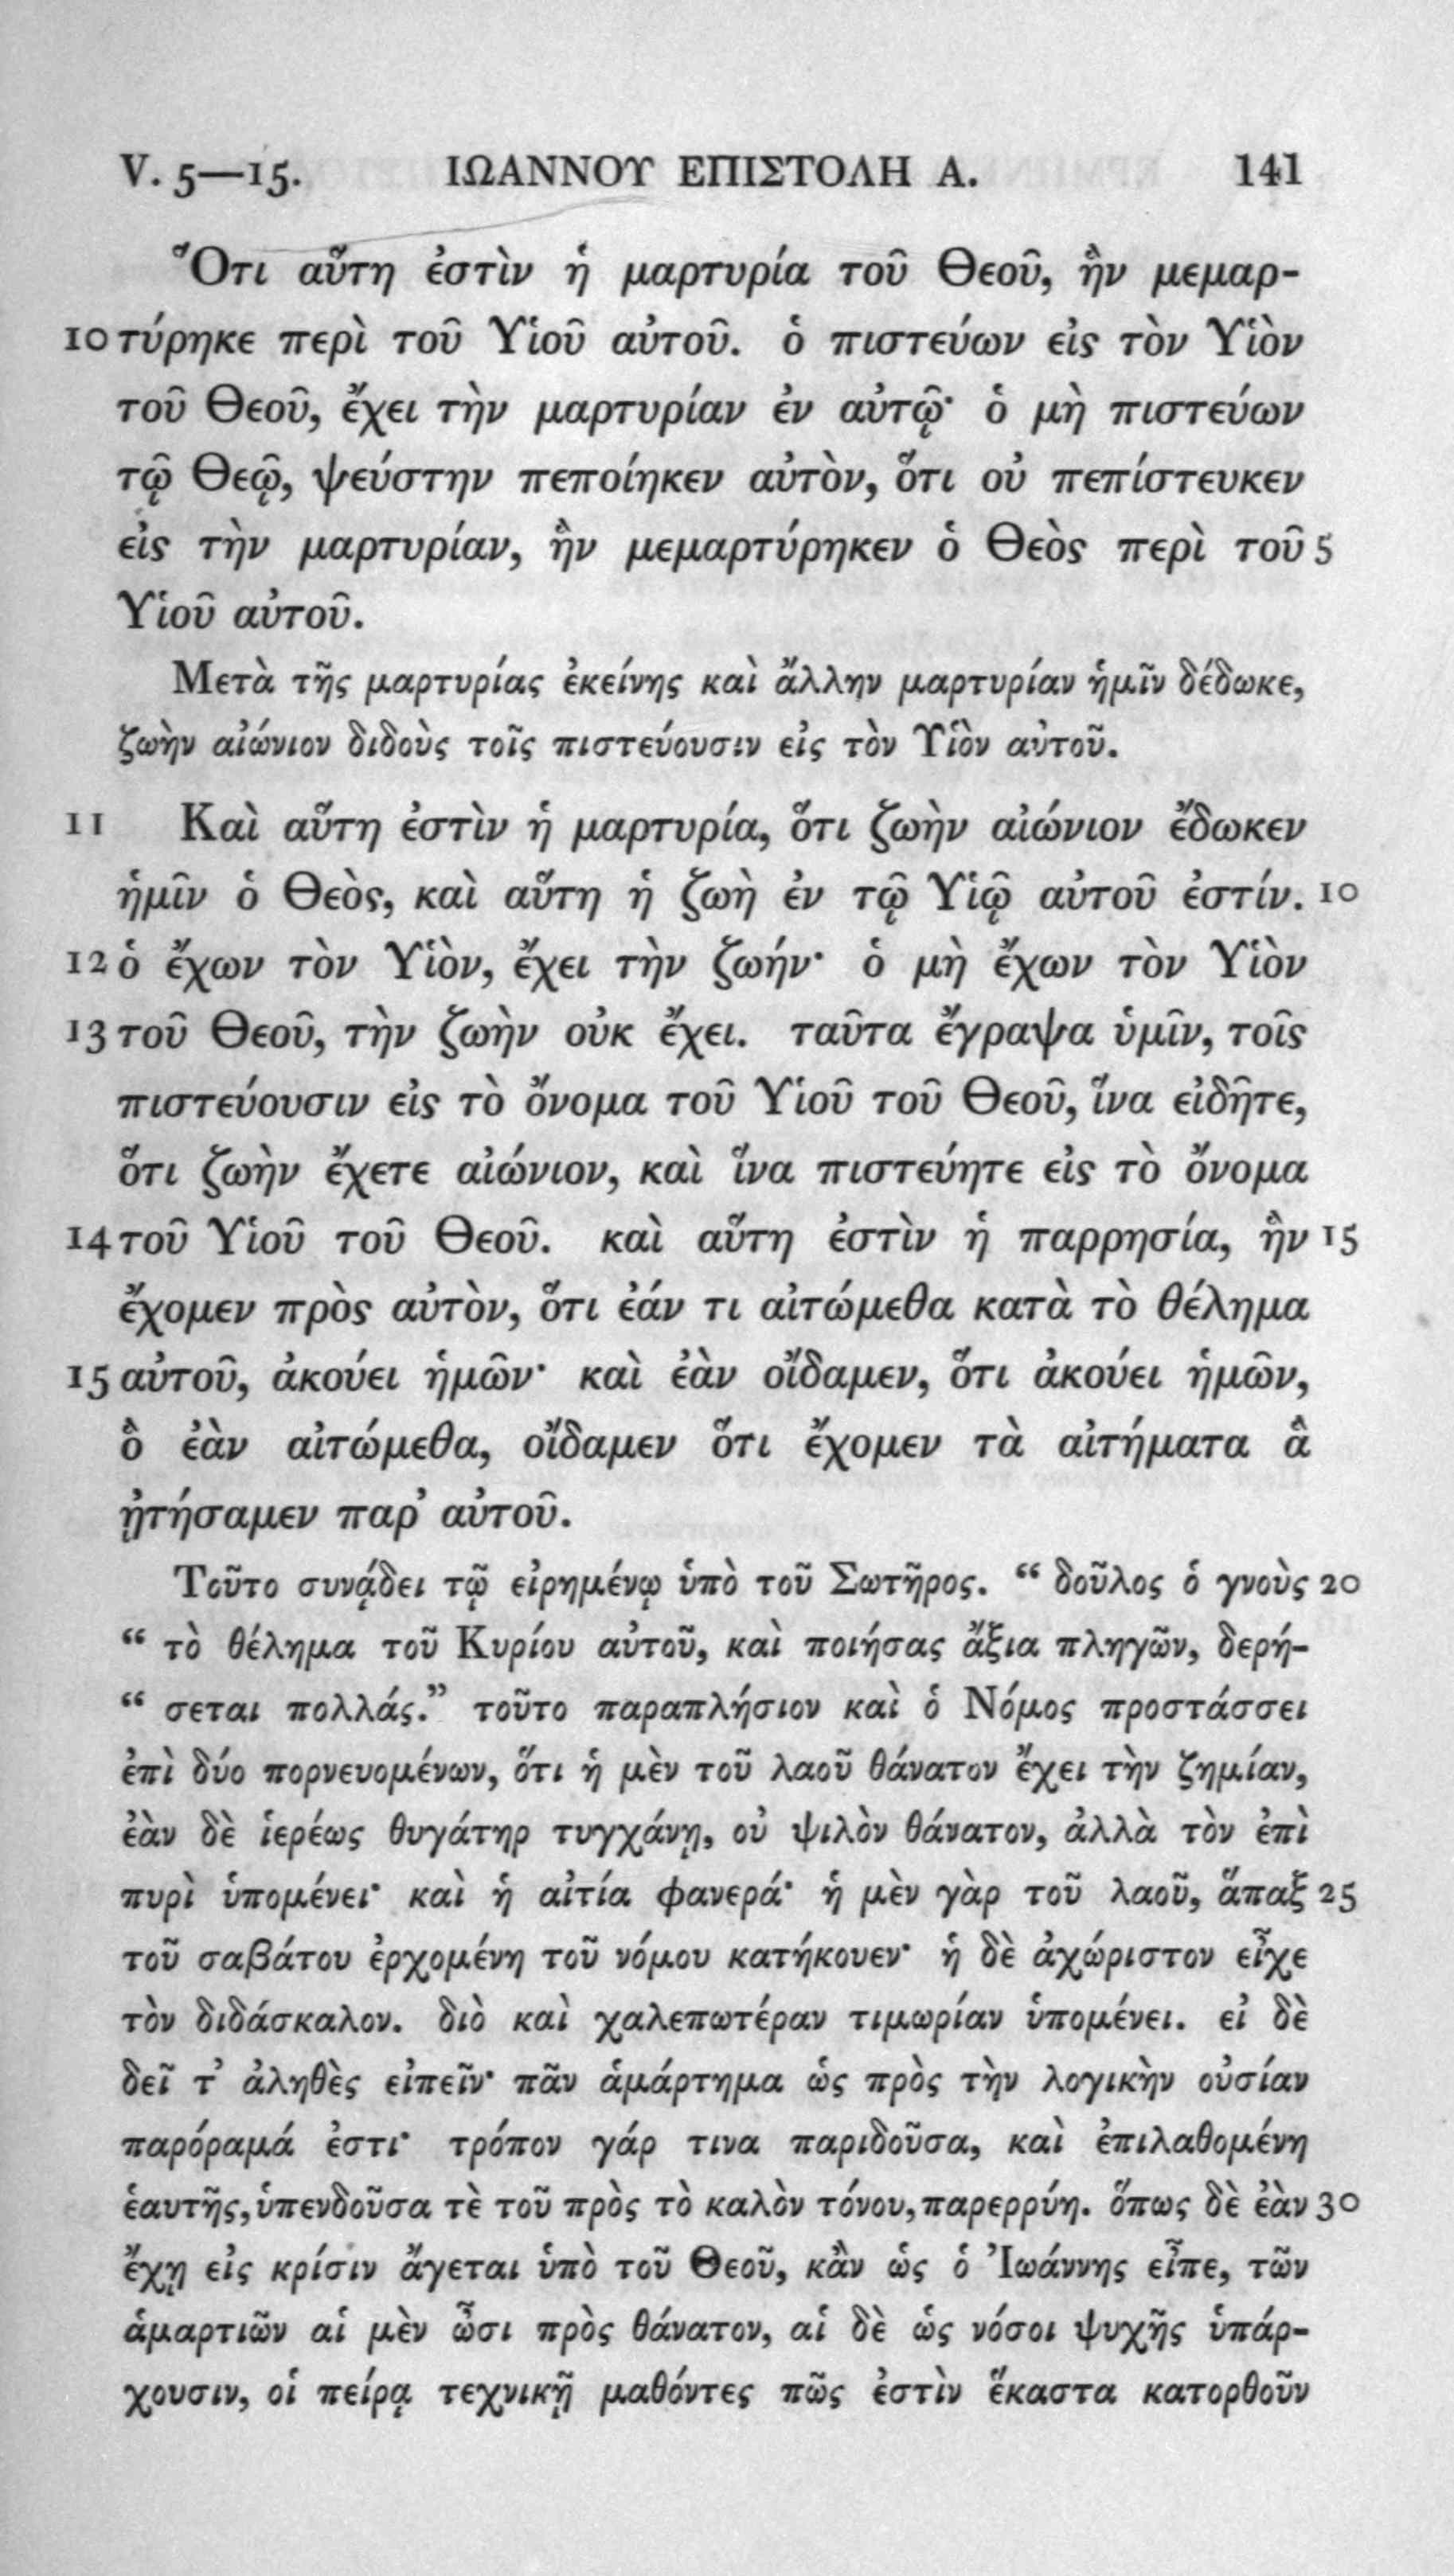 V. 5—15. ΙΩΑΝΝΟΥ ΕΠΙΣΤΟΛΗ Α. 141
Ὅτι αὕτη ἐστὶν ἡ μαρτυρία τοῦ Θεοῦ, ἣν μεμαρ-
10 τύρηκε περὶ τοῦ Υἱοῦ αὐτοῦ. ὁ πιστεύων εἰς τὸν Υἱὸν
τοῦ Θεοῦ, ἔχει τὴν μαρτυρίαν ἐν αὐτῷ· ὁ μὴ πιστεύων
τῷ Θεῷ, ψεύστην πεποίηκεν αὐτὸν, ὅτι οὐ πεπίστευκεν
εἰς τὴν μαρτυρίαν, ἣν μεμαρτύρηκεν ὁ Θεὸς περὶ τοῦ 5
Υἱοῦ αὐτοῦ.
Μετὰ τῆς μαρτυρίας ἐκείνης καὶ ἄλλην μαρτυρίαν ἡμῖν δέδωκε,
ζωὴν αἰώνιον διδοὺς τοῖς πιστεύουσιν εἰς τὸν Υἱὸν αὐτοῦ.
11 Καὶ αὕτη ἐστὶν ἡ μαρτυρία, ὅτι ζωὴν αἰώνιον ἔδωκεν
ἡμῖν ὁ Θεὸς, καὶ αὕτη ἡ ζωὴ ἐν τῷ Υἱῷ αὐτοῦ ἐστίν. 10
12 ὁ ἔχων τὸν Υἱὸν, ἔχει τὴν ζωήν· ὁ μὴ ἔχων τὸν Υἱὸν
13 τοῦ Θεοῦ, τὴν ζωὴν οὐκ ἔχει. ταῦτα ἔγραψα ὑμῖν, τοῖς
πιστεύουσιν εἰς τὸ ὄνομα τοῦ Υἱοῦ τοῦ Θεοῦ, ἵνα εἰδῆτε,
ὅτι ζωὴν ἔχετε αἰώνιον, καὶ ἵνα πιστεύητε εἰς τὸ ὄνομα
14 τοῦ Υἱοῦ τοῦ Θεοῦ. καὶ αὕτη ἐστὶν ἡ παρρησία, ἣν 15
ἔχομεν πρὸς αὐτὸν, ὅτι ἐάν τι αἰτώμεθα κατὰ τὸ θέλημα
15 αὐτοῦ, ἀκούει ἡμῶν· καὶ ἐὰν οἴδαμεν, ὅτι ἀκούει ἡμῶν,
ὃ ἐὰν αἰτώμεθα, οἴδαμεν ὅτι ἔχομεν τὰ αἰτήματα ἃ
ᾐτήσαμεν παρ’ αὐτοῦ.
Τοῦτο συνᾴδει τῷ εἰρημένῳ ὑπὸ τοῦ Σωτῆρος. “ δοῦλος ὁ γνοὺς 20
“ τὸ θέλημα τοῦ Κυρίου αὐτοῦ, καὶ ποιήσας ἄξια πληγῶν, δερή-
“ σεται πολλάς.” τοῦτο παραπλήσιον καὶ ὁ Νόμος προστάσσει
ἐπὶ δύο πορνευομένων, ὅτι ἡ μὲν τοῦ λαοῦ θάνατον ἔχει τὴν ζημίαν,
ἐὰν δὲ ἱερέως θυγάτηρ τυγχάνῃ, οὐ ψιλὸν θάνατον, ἀλλὰ τὸν ἐπὶ
πυρὶ ὑπομένει· καὶ ἡ αἰτία φανερά· ἡ μὲν γὰρ τοῦ λαοῦ, ἅπαξ 25
τοῦ σαβάτου ἐρχομένη τοῦ νόμου κατήκουεν· ἡ δὲ ἀχώριστον εἶχε
τὸν διδάσκαλον. διὸ καὶ χαλεπωτέραν τιμωρίαν ὑπομένει. εἰ δὲ
δεῖ τ’ ἀληθὲς εἰπεῖν· πᾶν ἁμάρτημα ὡς πρὸς τὴν λογικὴν οὐσίαν
παρόραμά ἐστι· τρόπον γάρ τινα παριδοῦσα, καὶ ἐπιλαθομένη
ἑαυτῆς, ὑπενδοῦσα τὲ τοῦ πρὸς τὸ καλὸν τόνου, παρερρύη. ὅπως δὲ ἐὰν 30
ἔχῃ εἰς κρίσιν ἄγεται ὑπὸ τοῦ Θεοῦ, κἂν ὡς ὁ Ἰωάννης εἶπε, τῶν
ἁμαρτιῶν αἱ μὲν ὦσι πρὸς θάνατον, αἱ δὲ ὡς νόσοι ψυχῆς ὑπάρ-
χουσιν, οἱ πείρᾳ τεχνικῇ μαθόντες πῶς ἐστὶν ἕκαστα κατορθοῦν